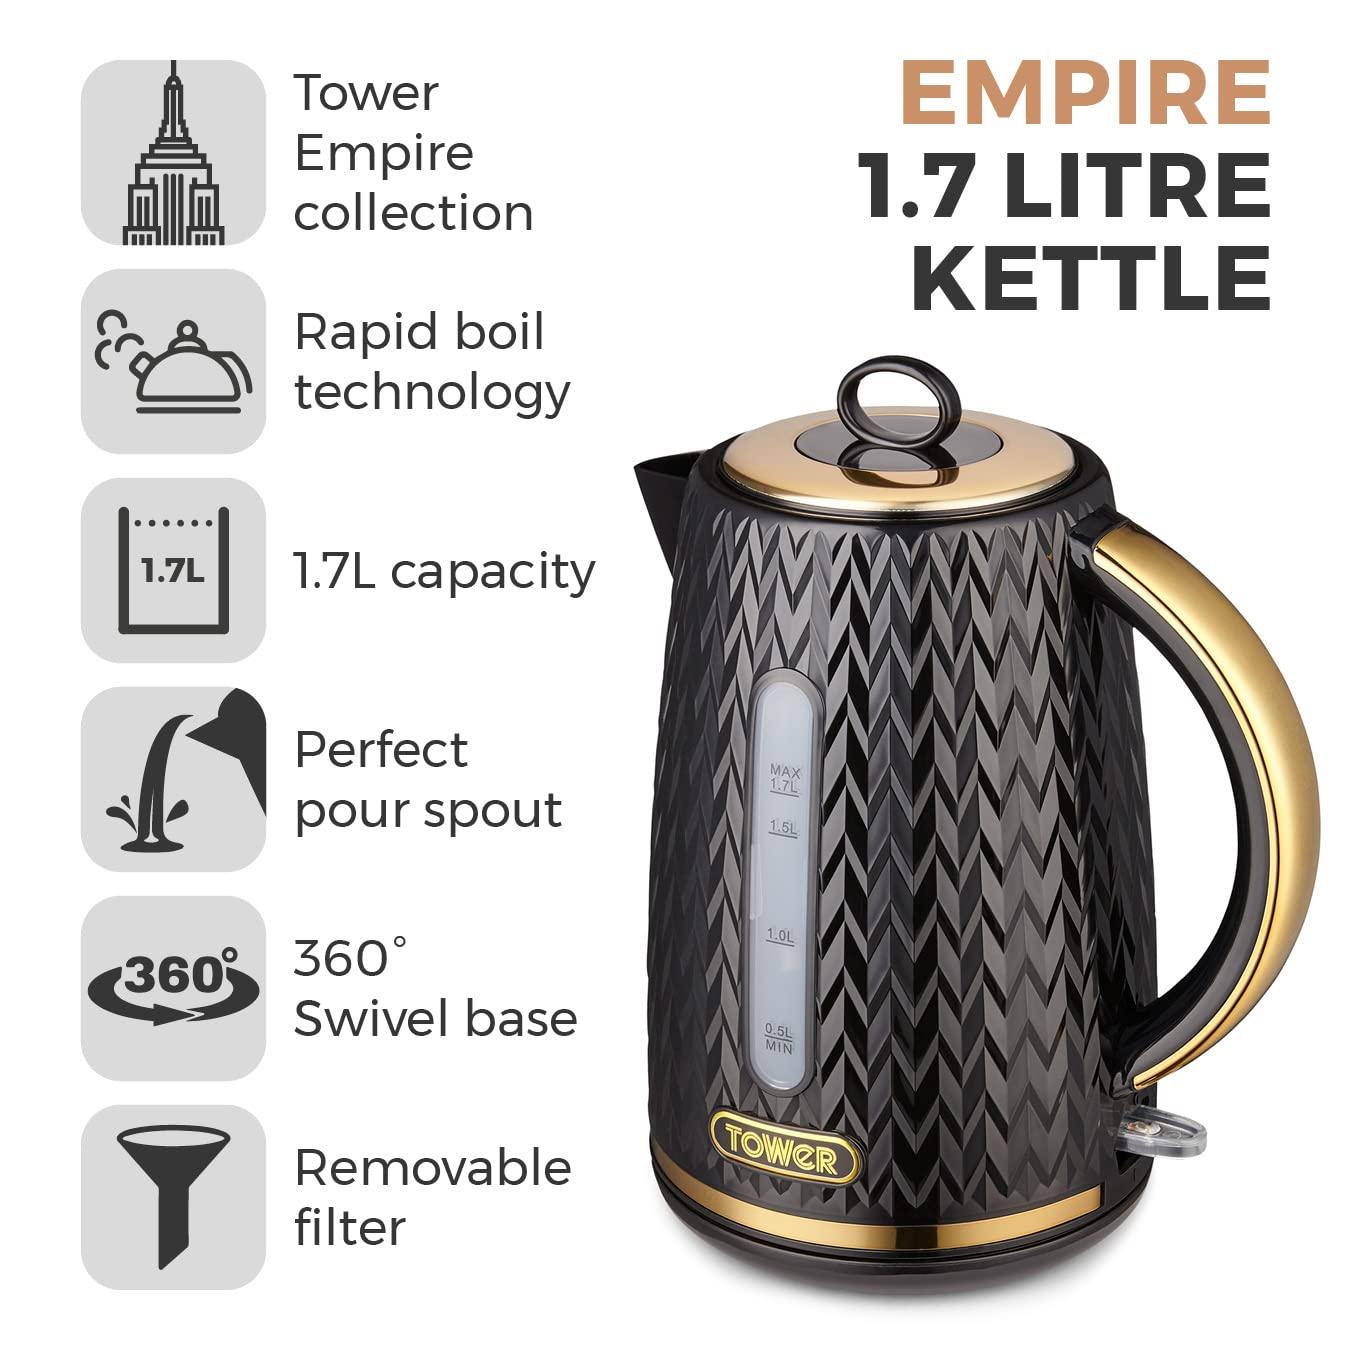 EMPIRE
1.7 LITRE
KETTLE
Tower
Empire
collection
Rapid boil
technology
1.7L
1.7L capacity
Perfect
pour spout
360°
360°
Swivel base
Removable
filter
MAX
1.7L
1.5L
1.0L
0.5L
MIN
TOWER